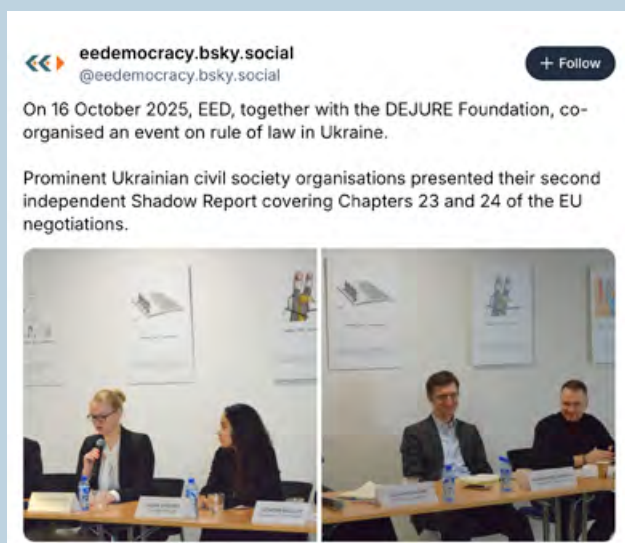 eedemocracy.bsky.social
@eedemocracy.bsky.social
+ Follow
On 16 October 2025, EED, together with the DEJURE Foundation, co-
organised an event on rule of law in Ukraine.
Prominent Ukrainian civil society organisations presented their second
independent Shadow Report covering Chapters 23 and 24 of the EU
negotiations.